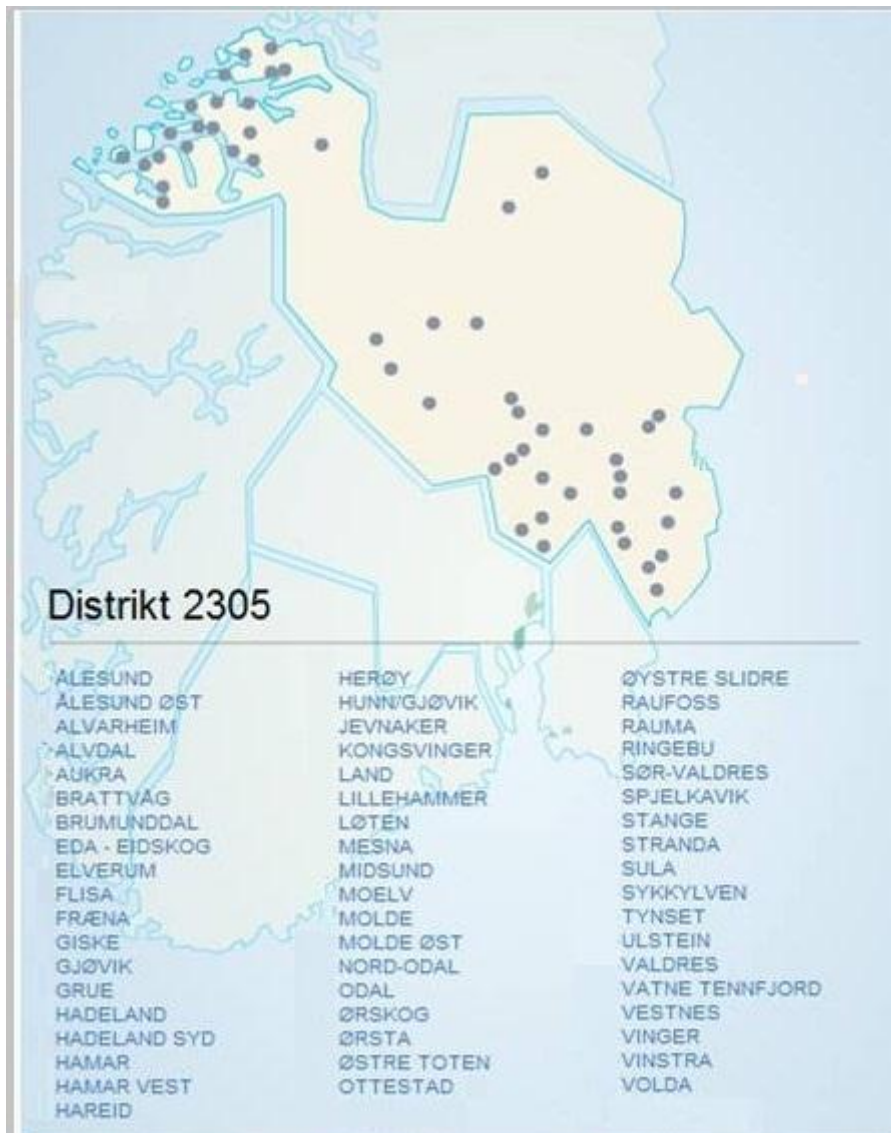 Distrikt 2305
ÅLESUND
ÅLESUND ØST
ALVARHEIM
ALVDAL
AUKRA
BRATTVÅG
BRUMUNDDAL
EDA - EIDSKOG
ELVERUM
FLISA
FRÆNA
GISKE
GJØVIK
GRUE
HADELAND
HADELAND SYD
HAMAR
HAMAR VEST
HAREID
HERØY
HUNN/GJØVIK
JEVNAKER
KONGSVINGER
LAND
LILLEHAMMER
LØTEN
MESNA
MIDSUND
MOELV
MOLDE
MOLDE ØST
NORD-ODAL
ODAL
ØRSKOG
ØRSTA
ØSTRE TOTEN
OTTESTAD
ØYSTRE SLIDRE
RAUFOSS
RAUMA
RINGEBU
SØR-VALDRES
SPJELKAVIK
STANGE
STRANDA
SULA
SYKKYLVEN
TYNSET
ULSTEIN
VALDRES
VATNE TENNFJORD
VESTNES
VINGER
VINSTRA
VOLDA